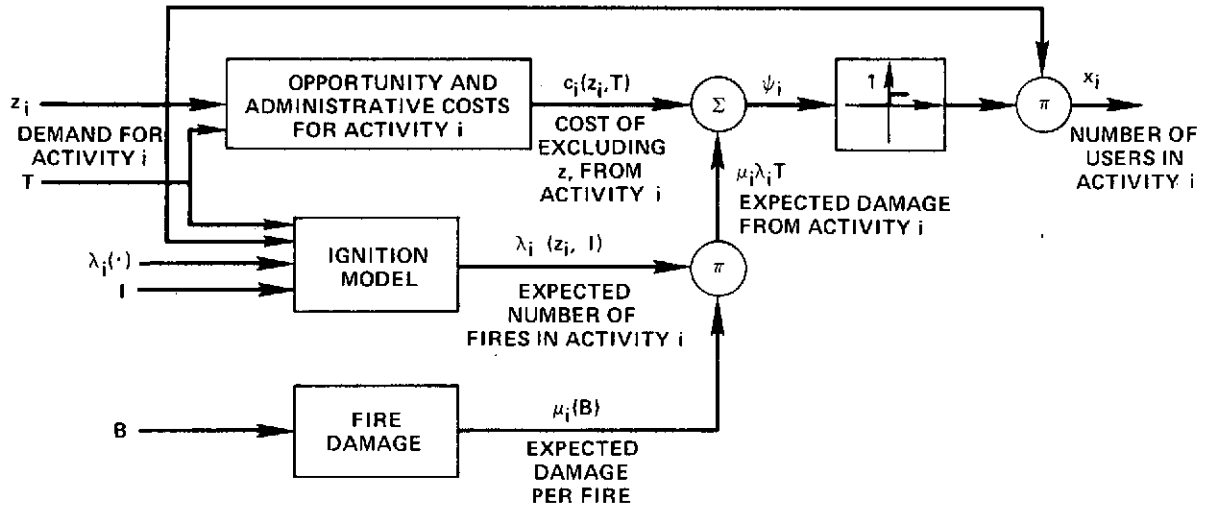 z_i
DEMAND FOR
ACTIVITY i
T
λ_i(·)
I
B
OPPORTUNITY AND
ADMINISTRATIVE COSTS
FOR ACTIVITY i
c_i(z_i,T)
COST OF
EXCLUDING
z, FROM
ACTIVITY i
IGNITION
MODEL
λ_i (z_i, I)
EXPECTED
NUMBER OF
FIRES IN ACTIVITY i
FIRE
DAMAGE
μ_i(B)
EXPECTED
DAMAGE
PER FIRE
Σ
ψ_i
μ_iλ_iT
EXPECTED DAMAGE
FROM ACTIVITY i
π
1
π
x_i
NUMBER OF
USERS IN
ACTIVITY i